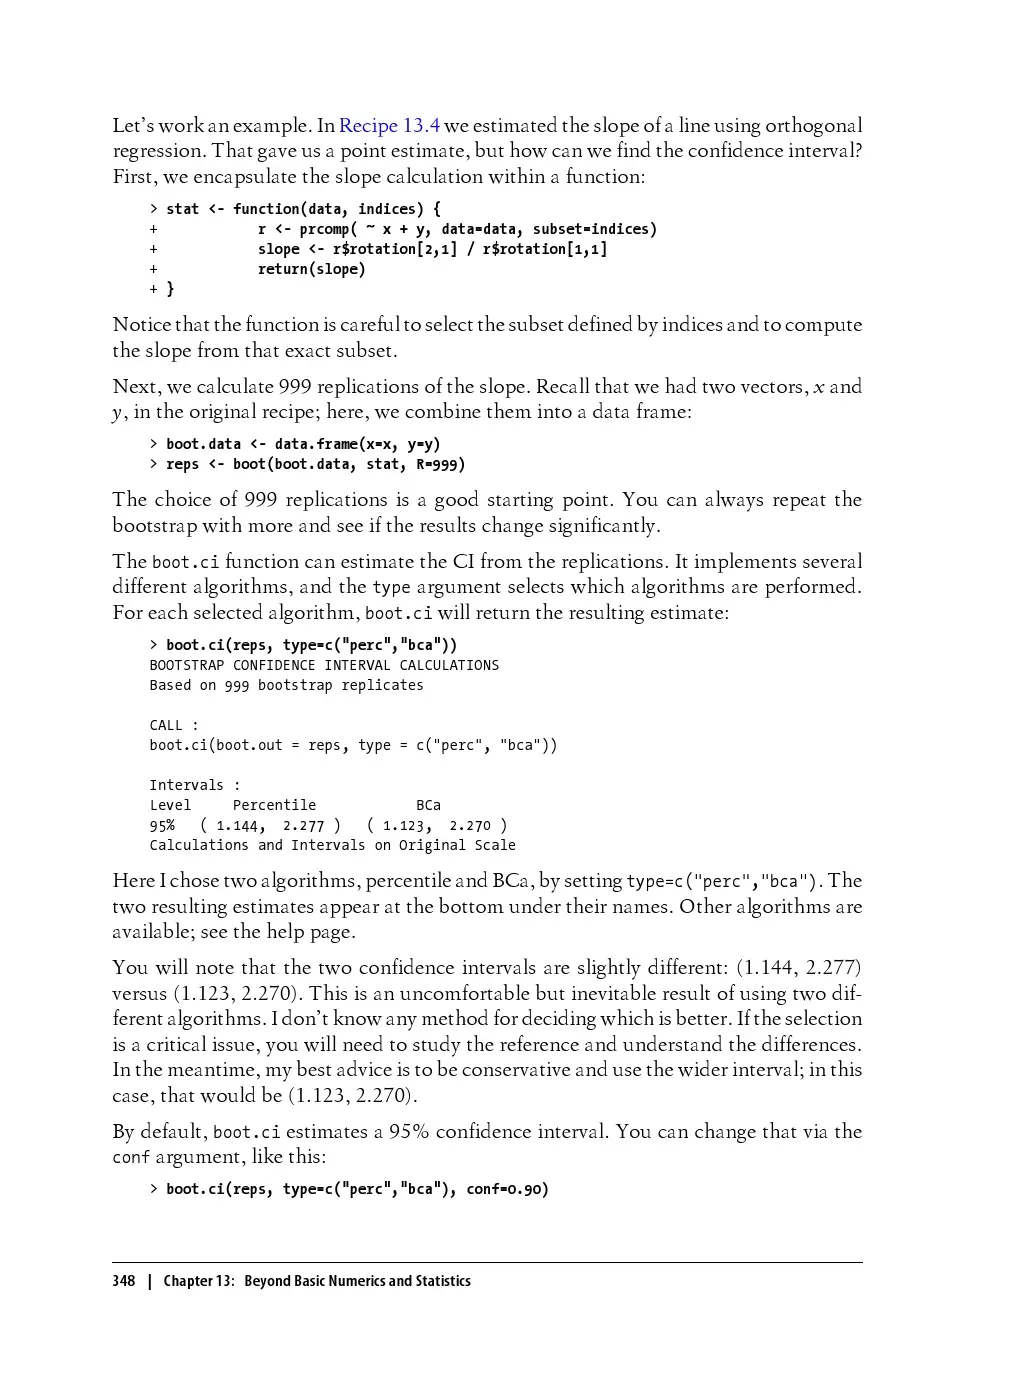 Let's work an example. In Recipe 13.4 we estimated the slope of a line using orthogonal
regression. That gave us a point estimate, but how can we find the confidence interval?
First, we encapsulate the slope calculation within a function:
> stat <- function(data, indices) {
+            r <- prcomp( ~ x + y, data=data, subset=indices)
+            slope <- r$rotation[2,1] / r$rotation[1,1]
+            return(slope)
+ }
Notice that the function is careful to select the subset defined by indices and to compute
the slope from that exact subset.
Next, we calculate 999 replications of the slope. Recall that we had two vectors, x and
y, in the original recipe; here, we combine them into a data frame:
> boot.data <- data.frame(x=x, y=y)
> reps <- boot(boot.data, stat, R=999)
The choice of 999 replications is a good starting point. You can always repeat the
bootstrap with more and see if the results change significantly.
The boot.ci function can estimate the CI from the replications. It implements several
different algorithms, and the type argument selects which algorithms are performed.
For each selected algorithm, boot.ci will return the resulting estimate:
> boot.ci(reps, type=c("perc","bca"))
BOOTSTRAP CONFIDENCE INTERVAL CALCULATIONS
Based on 999 bootstrap replicates
CALL :
boot.ci(boot.out = reps, type = c("perc", "bca"))
Intervals :
Level     Percentile            BCa
95%   ( 1.144,  2.277 )   ( 1.123,  2.270 )
Calculations and Intervals on Original Scale
Here I chose two algorithms, percentile and BCa, by setting type=c("perc","bca"). The
two resulting estimates appear at the bottom under their names. Other algorithms are
available; see the help page.
You will note that the two confidence intervals are slightly different: (1.144, 2.277)
versus (1.123, 2.270). This is an uncomfortable but inevitable result of using two dif-
ferent algorithms. I don't know any method for deciding which is better. If the selection
is a critical issue, you will need to study the reference and understand the differences.
In the meantime, my best advice is to be conservative and use the wider interval; in this
case, that would be (1.123, 2.270).
By default, boot.ci estimates a 95% confidence interval. You can change that via the
conf argument, like this:
> boot.ci(reps, type=c("perc","bca"), conf=0.90)
348 | Chapter 13: Beyond Basic Numerics and Statistics